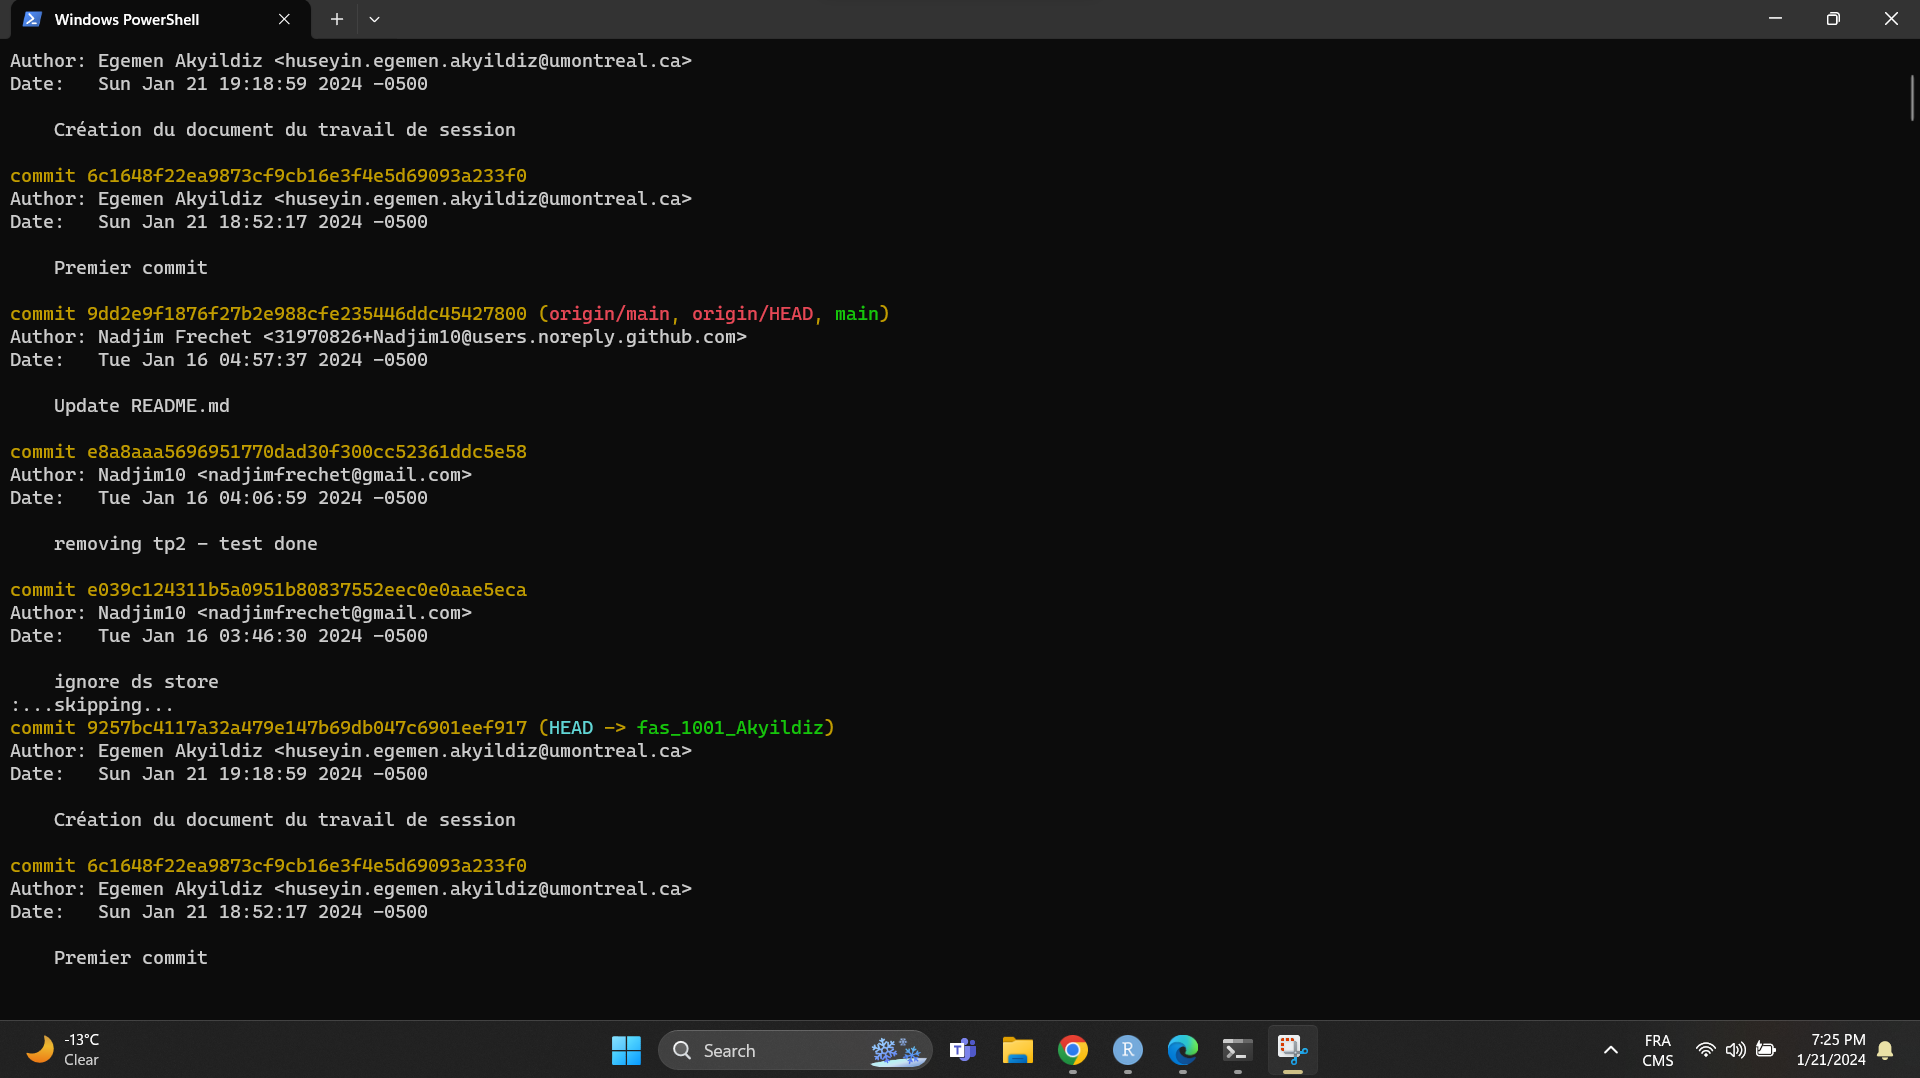 Windows PowerShell
Author: Egemen Akyildiz <huseyin.egemen.akyildiz@umontreal.ca>
Date:   Sun Jan 21 19:18:59 2024 -0500
Création du document du travail de session
commit 6c1648f22ea9873cf9cb16e3f4e5d69093a233f0
Author: Egemen Akyildiz <huseyin.egemen.akyildiz@umontreal.ca>
Date:   Sun Jan 21 18:52:17 2024 -0500
Premier commit
commit 9dd2e9f1876f27b2e988cfe235446ddc45427800 (origin/main, origin/HEAD, main)
Author: Nadjim Frechet <31970826+Nadjim10@users.noreply.github.com>
Date:   Tue Jan 16 04:57:37 2024 -0500
Update README.md
commit e8a8aaa5696951770dad30f300cc52361ddc5e58
Author: Nadjim10 <nadjimfrechet@gmail.com>
Date:   Tue Jan 16 04:06:59 2024 -0500
removing tp2 - test done
commit e039c124311b5a0951b80837552eec0e0aae5eca
Author: Nadjim10 <nadjimfrechet@gmail.com>
Date:   Tue Jan 16 03:46:30 2024 -0500
ignore ds store
:...skipping...
commit 9257bc4117a32a479e147b69db047c6901eef917 (HEAD -> fas_1001_Akyildiz)
Author: Egemen Akyildiz <huseyin.egemen.akyildiz@umontreal.ca>
Date:   Sun Jan 21 19:18:59 2024 -0500
Création du document du travail de session
commit 6c1648f22ea9873cf9cb16e3f4e5d69093a233f0
Author: Egemen Akyildiz <huseyin.egemen.akyildiz@umontreal.ca>
Date:   Sun Jan 21 18:52:17 2024 -0500
Premier commit
-13°C
Clear
Search
FRA
CMS
7:25 PM
1/21/2024